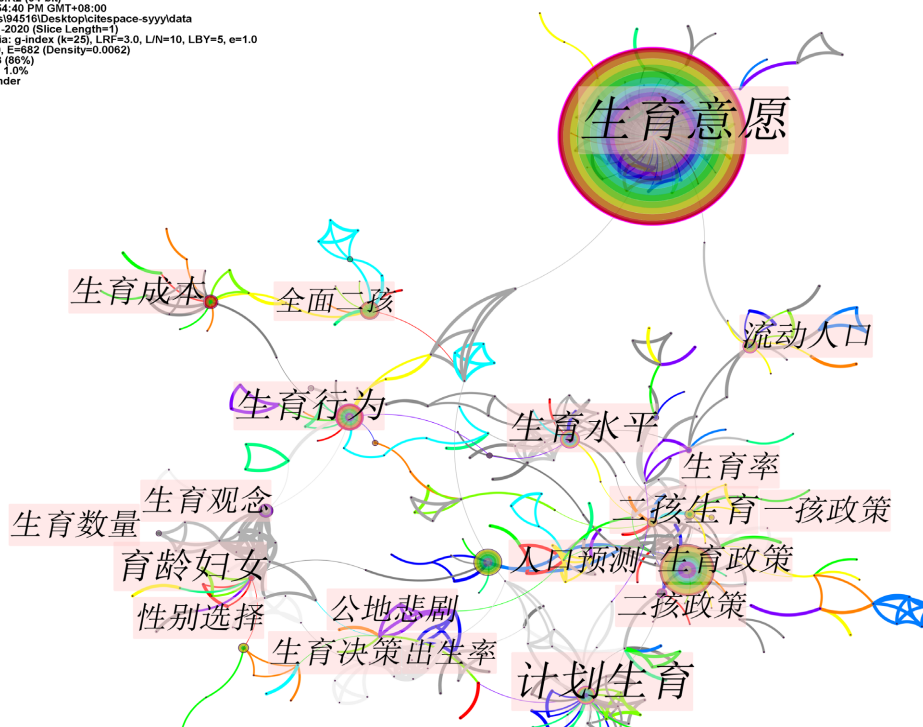 54:40 PM GMT+08:00
s\94516\Desktop\citespace-syyy\data
-2020 (Slice Length=1)
ia: g-index (k=25), LRF=3.0, L/N=10, LBY=5, e=1.0
, E=682 (Density=0.0062)
(86%)
1.0%
nder
生育意愿
生育成本
全面二孩
流动人口
生育行为
生育水平
生育率
生育观念
生育数量
二孩生育
一孩政策
育龄妇女
人口预测
生育政策
性别选择
公地悲剧
二孩政策
生育决策
出生率
计划生育